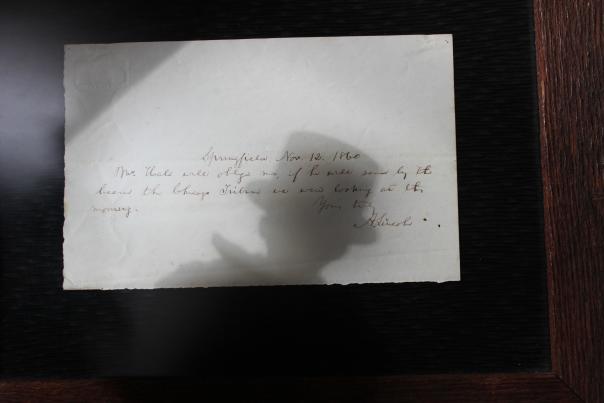 Springfield, Nov. 12. 1860
Mr. will oblige me, if he will send by the
bearer the Chicago Tribune we were looking at this
morning. Yours truly
A. Lincoln